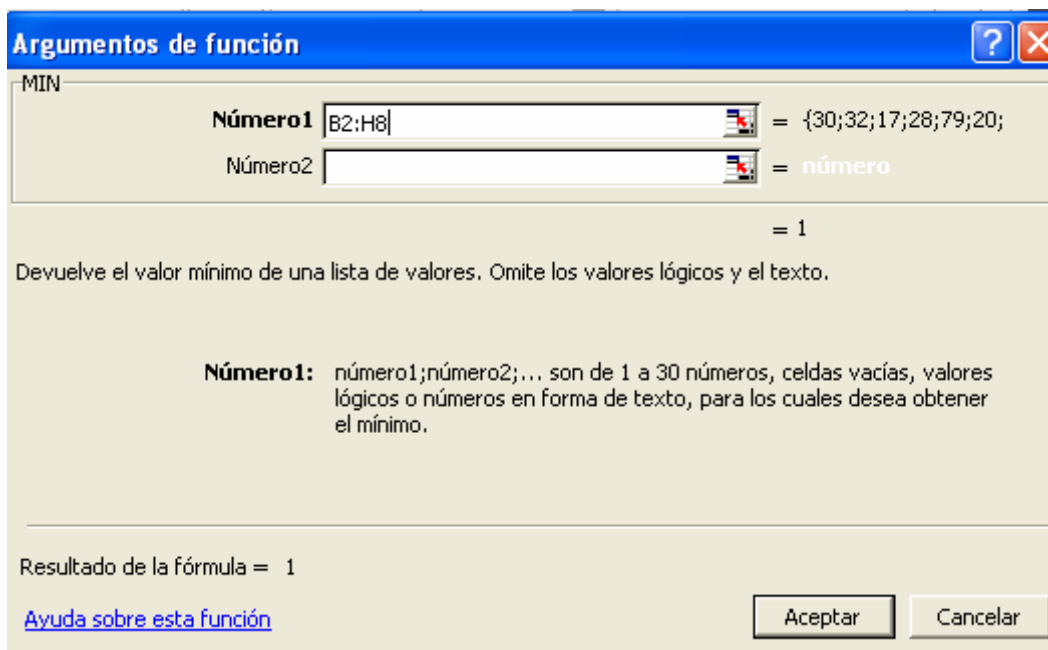 Argumentos de función
MIN
Número1 B2:H8 = {30;32;17;28;79;20;
Número2 = número
= 1
Devuelve el valor mínimo de una lista de valores. Omite los valores lógicos y el texto.
Número1: número1;número2;... son de 1 a 30 números, celdas vacías, valores
lógicos o números en forma de texto, para los cuales desea obtener
el mínimo.
Resultado de la fórmula = 1
Ayuda sobre esta función Aceptar Cancelar